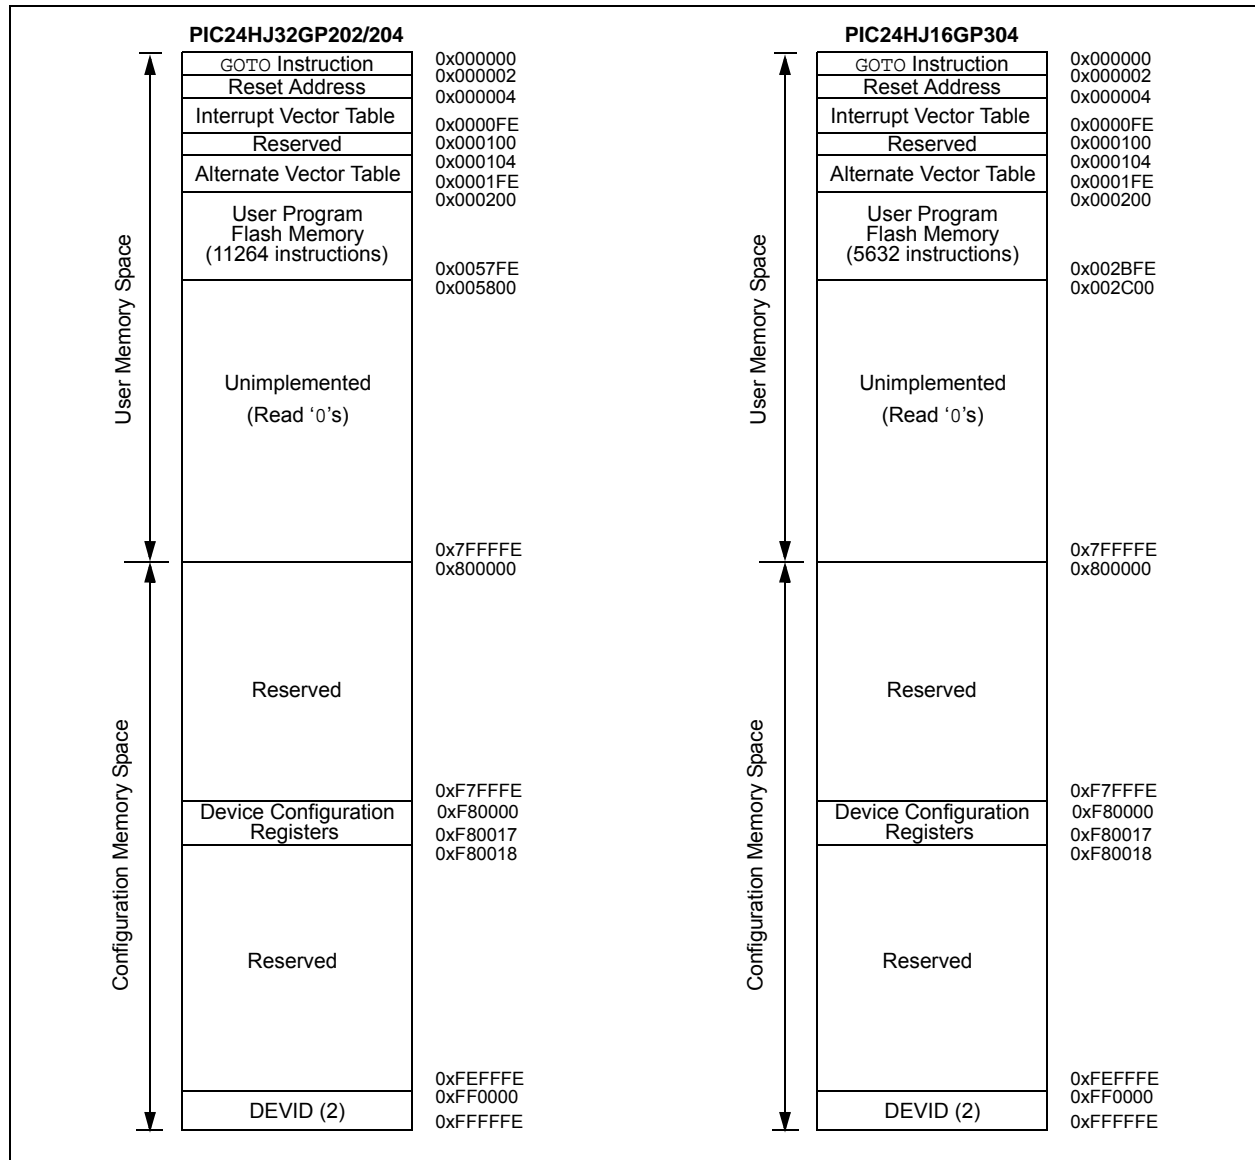 PIC24HJ32GP202/204
GOTO Instruction
Reset Address
Interrupt Vector Table
Reserved
Alternate Vector Table
User Program
Flash Memory
(11264 instructions)
Unimplemented
(Read ‘0’s)
Reserved
Device Configuration
Registers
Reserved
DEVID (2)
0x000000
0x000002
0x000004
0x0000FE
0x000100
0x000104
0x0001FE
0x000200
0x0057FE
0x005800
0x7FFFFE
0x800000
0xF7FFFE
0xF80000
0xF80017
0xF80018
0xFEFFFE
0xFF0000
0xFFFFFE
User Memory Space
Configuration Memory Space
PIC24HJ16GP304
GOTO Instruction
Reset Address
Interrupt Vector Table
Reserved
Alternate Vector Table
User Program
Flash Memory
(5632 instructions)
Unimplemented
(Read ‘0’s)
Reserved
Device Configuration
Registers
Reserved
DEVID (2)
0x000000
0x000002
0x000004
0x0000FE
0x000100
0x000104
0x0001FE
0x000200
0x002BFE
0x002C00
0x7FFFFE
0x800000
0xF7FFFE
0xF80000
0xF80017
0xF80018
0xFEFFFE
0xFF0000
0xFFFFFE
User Memory Space
Configuration Memory Space